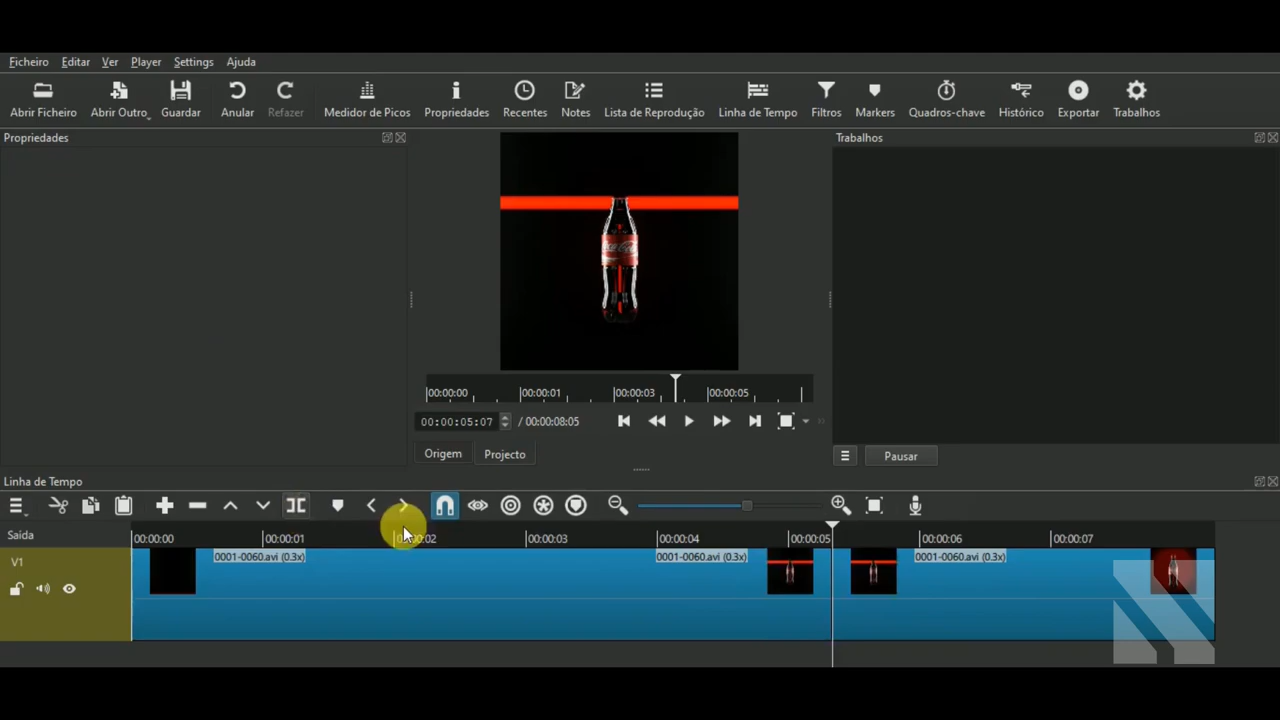 Ficheiro Editar Ver Player Settings Ajuda
Abrir Ficheiro Abrir Outro Guardar Anular Refazer Medidor de Picos Propriedades Recentes Notes Lista de Reprodução Linha de Tempo Filtros Markers Quadros-chave Histórico Exportar Trabalhos
Propriedades
Trabalhos
Coca-Cola
00:00:00 00:00:01 00:00:03 00:00:05
00:00:05:07 / 00:00:08:05
Origem Projecto
Pausar
Linha de Tempo
Saída 00:00:00 00:00:01 00:00:02 00:00:03 00:00:04 00:00:05 00:00:06 00:00:07
V1 0001-0060.avi (0.3x) 0001-0060.avi (0.3x) 0001-0060.avi (0.3x)